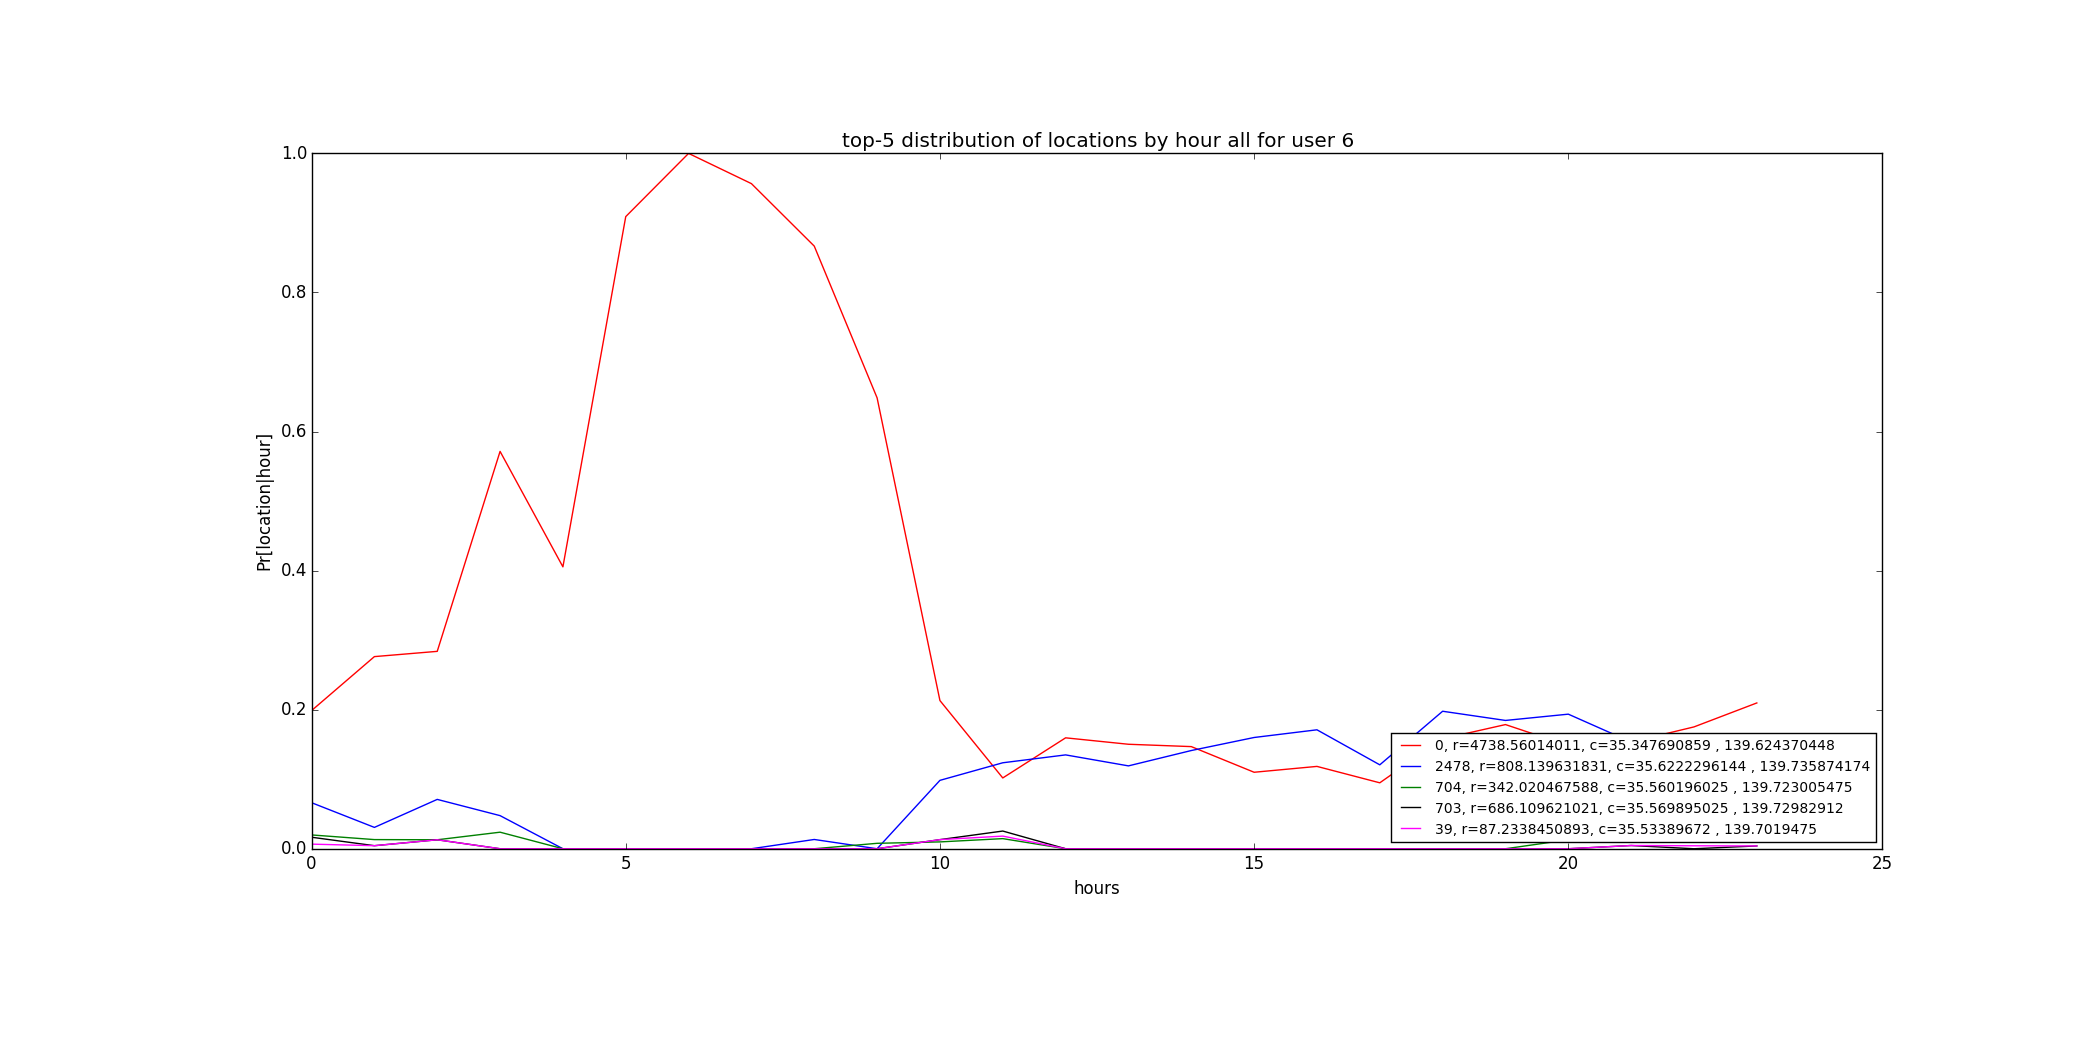 top-5 distribution of locations by hour all for user 6
1.0
0.8
0.6
0.4
0.2
0.0
Pr[location|hour]
0, r=4738.56014011, c=35.347690859 , 139.624370448
2478, r=808.139631831, c=35.6222296144 , 139.735874174
704, r=342.020467588, c=35.560196025 , 139.723005475
703, r=686.109621021, c=35.569895025 , 139.72982912
39, r=87.2338450893, c=35.53389672 , 139.7019475
0 5 10 15 20 25
hours